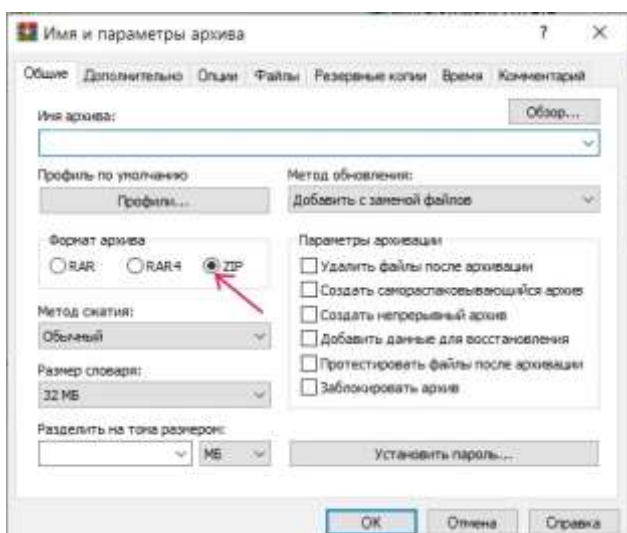 Имя и параметры архива ?
Общие Дополнительно Опции Файлы Резервные копии Время Комментарий
Имя архива: Обзор...
Профиль по умолчанию Метод обновления:
Профили... Добавить с заменой файлов
Формат архива Параметры архивации
RAR RAR4 ZIP Удалить файлы после архивации
Создать самораспаковывающийся архив
Метод сжатия: Создать непрерывный архив
Обычный Добавить данные для восстановления
Размер словаря: Протестировать файлы после архивации
32 МБ Заблокировать архив
Разделить на тома размером:
МБ Установить пароль...
OK Отмена Справка